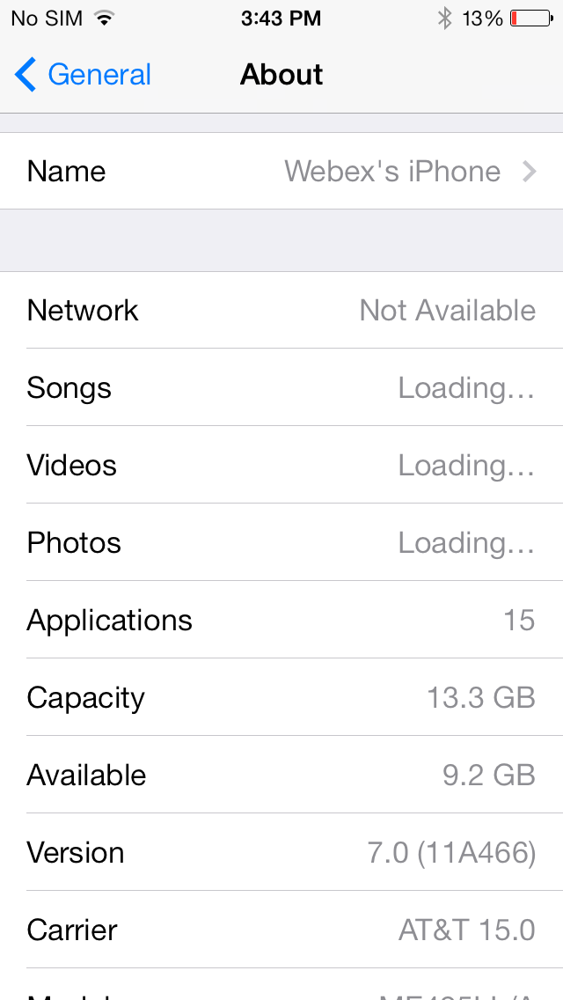 No SIM 3:43 PM 13%
General About
Name Webex's iPhone
Network Not Available
Songs Loading...
Videos Loading...
Photos Loading...
Applications 15
Capacity 13.3 GB
Available 9.2 GB
Version 7.0 (11A466)
Carrier AT&T 15.0